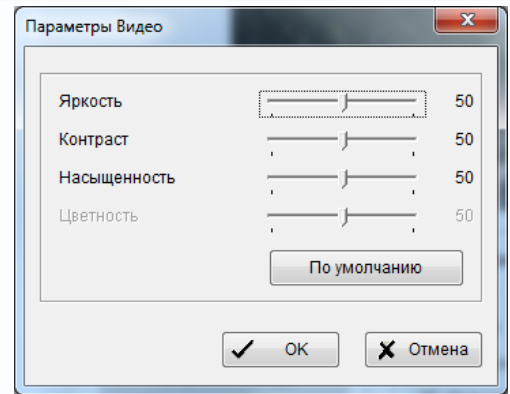 Параметры Видео
Яркость 50
Контраст 50
Насыщенность 50
Цветность 50
По умолчанию
OK Отмена